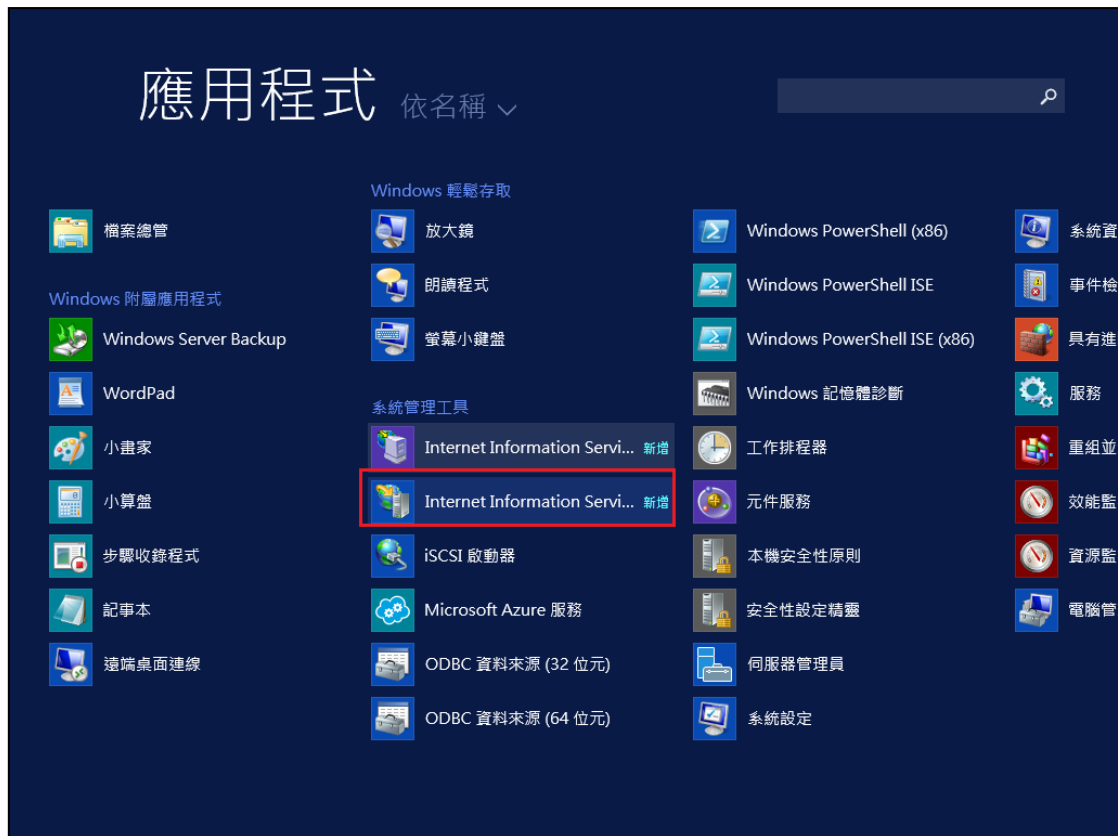 應用程式 依名稱
檔案總管
Windows 附屬應用程式
Windows Server Backup
WordPad
小畫家
小算盤
步驟收錄程式
記事本
遠端桌面連線
Windows 輕鬆存取
放大鏡
朗讀程式
螢幕小鍵盤
系統管理工具
Internet Information Servi... 新增
Internet Information Servi... 新增
iSCSI 啟動器
Microsoft Azure 服務
ODBC 資料來源 (32 位元)
ODBC 資料來源 (64 位元)
Windows PowerShell (x86)
Windows PowerShell ISE
Windows PowerShell ISE (x86)
Windows 記憶體診斷
工作排程器
元件服務
本機安全性原則
安全性設定精靈
伺服器管理員
系統設定
系統資
事件檢
具有進
服務
重組並
效能監
資源監
電腦管